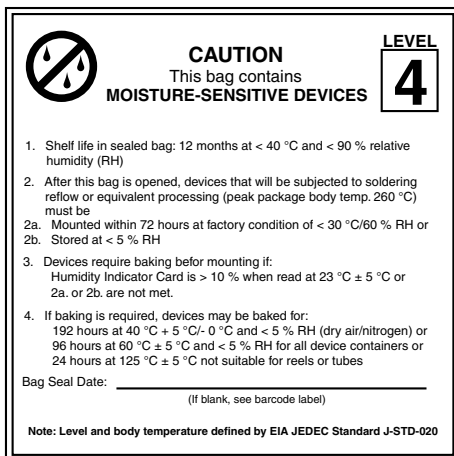 LEVEL
CAUTION
4
This bag contains
MOISTURE-SENSITIVE DEVICES
1. Shelf life in sealed bag: 12 months at < 40 °C and < 90 % relative
humidity (RH)
2. After this bag is opened, devices that will be subjected to soldering
reflow or equivalent processing (peak package body temp. 260 °C)
must be
2a. Mounted within 72 hours at factory condition of < 30 °C/60 % RH or
2b. Stored at < 5 % RH
3. Devices require baking befor mounting if:
Humidity Indicator Card is > 10 % when read at 23 °C ± 5 °C or
2a. or 2b. are not met.
4. If baking is required, devices may be baked for:
192 hours at 40 °C + 5 °C/- 0 °C and < 5 % RH (dry air/nitrogen) or
96 hours at 60 °C ± 5 °C and < 5 % RH for all device containers or
24 hours at 125 °C ± 5 °C not suitable for reels or tubes
Bag Seal Date:
(If blank, see barcode label)
Note: Level and body temperature defined by EIA JEDEC Standard J-STD-020